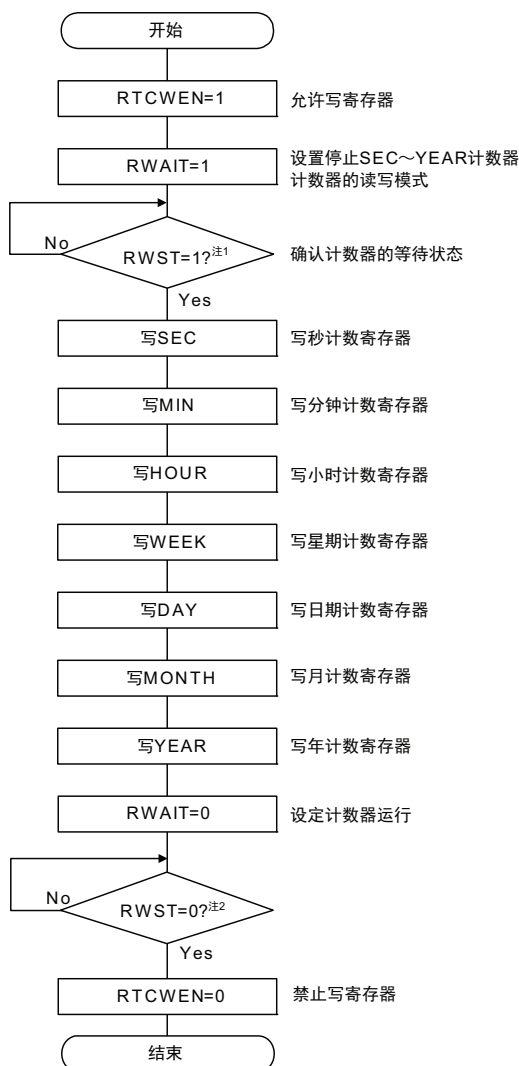 开始
RTCWEN=1 允许写寄存器
RWAIT=1 设置停止SEC～YEAR计数器
计数器的读写模式
No RWST=1?注1 确认计数器的等待状态
Yes
写SEC 写秒计数寄存器
写MIN 写分钟计数寄存器
写HOUR 写小时计数寄存器
写WEEK 写星期计数寄存器
写DAY 写日期计数寄存器
写MONTH 写月计数寄存器
写YEAR 写年计数寄存器
RWAIT=0 设定计数器运行
No RWST=0?注2
Yes
RTCWEN=0 禁止写寄存器
结束